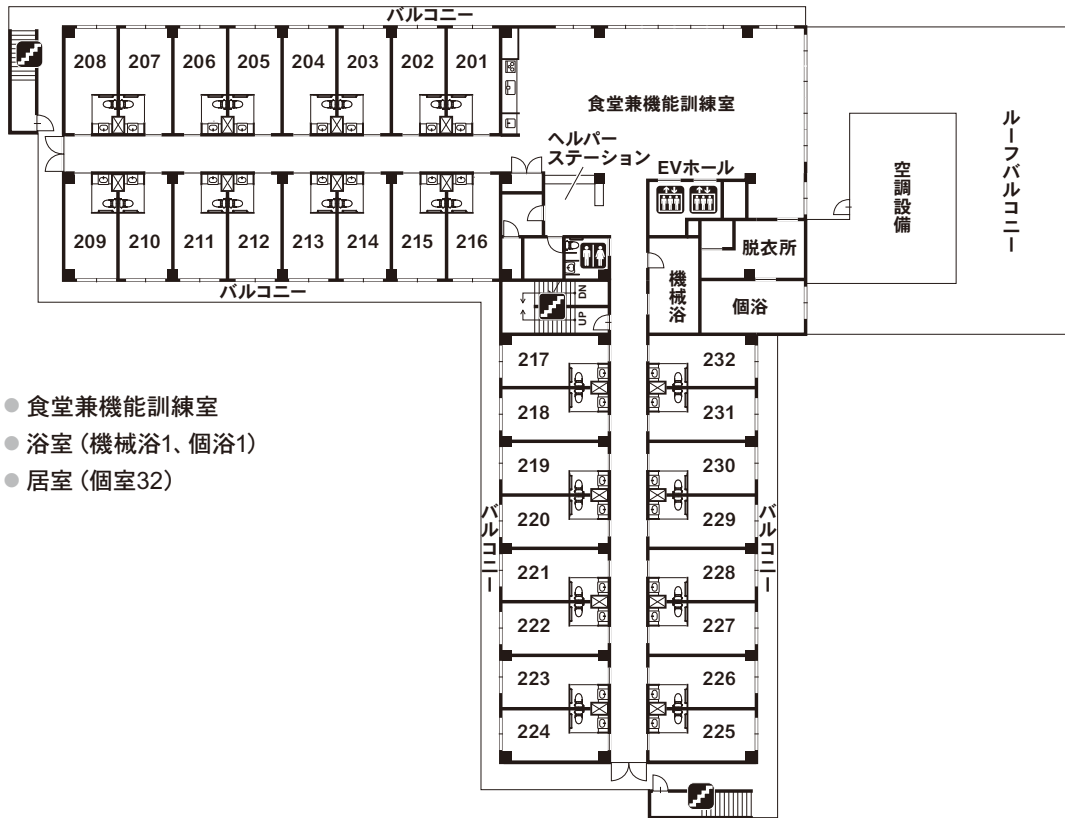 バルコニー
208 207 206 205 204 203 202 201
食堂兼機能訓練室
ヘルパー
ステーション
EVホール
ルーフバルコニー
空調設備
209 210 211 212 213 214 215 216
脱衣所
機械浴
個浴
バルコニー
DN
UP
217 232
218 231
219 230
220 229
221 228
222 227
223 226
224 225
バルコニー
バルコニー
● 食堂兼機能訓練室
● 浴室（機械浴1、個浴1）
● 居室（個室32）